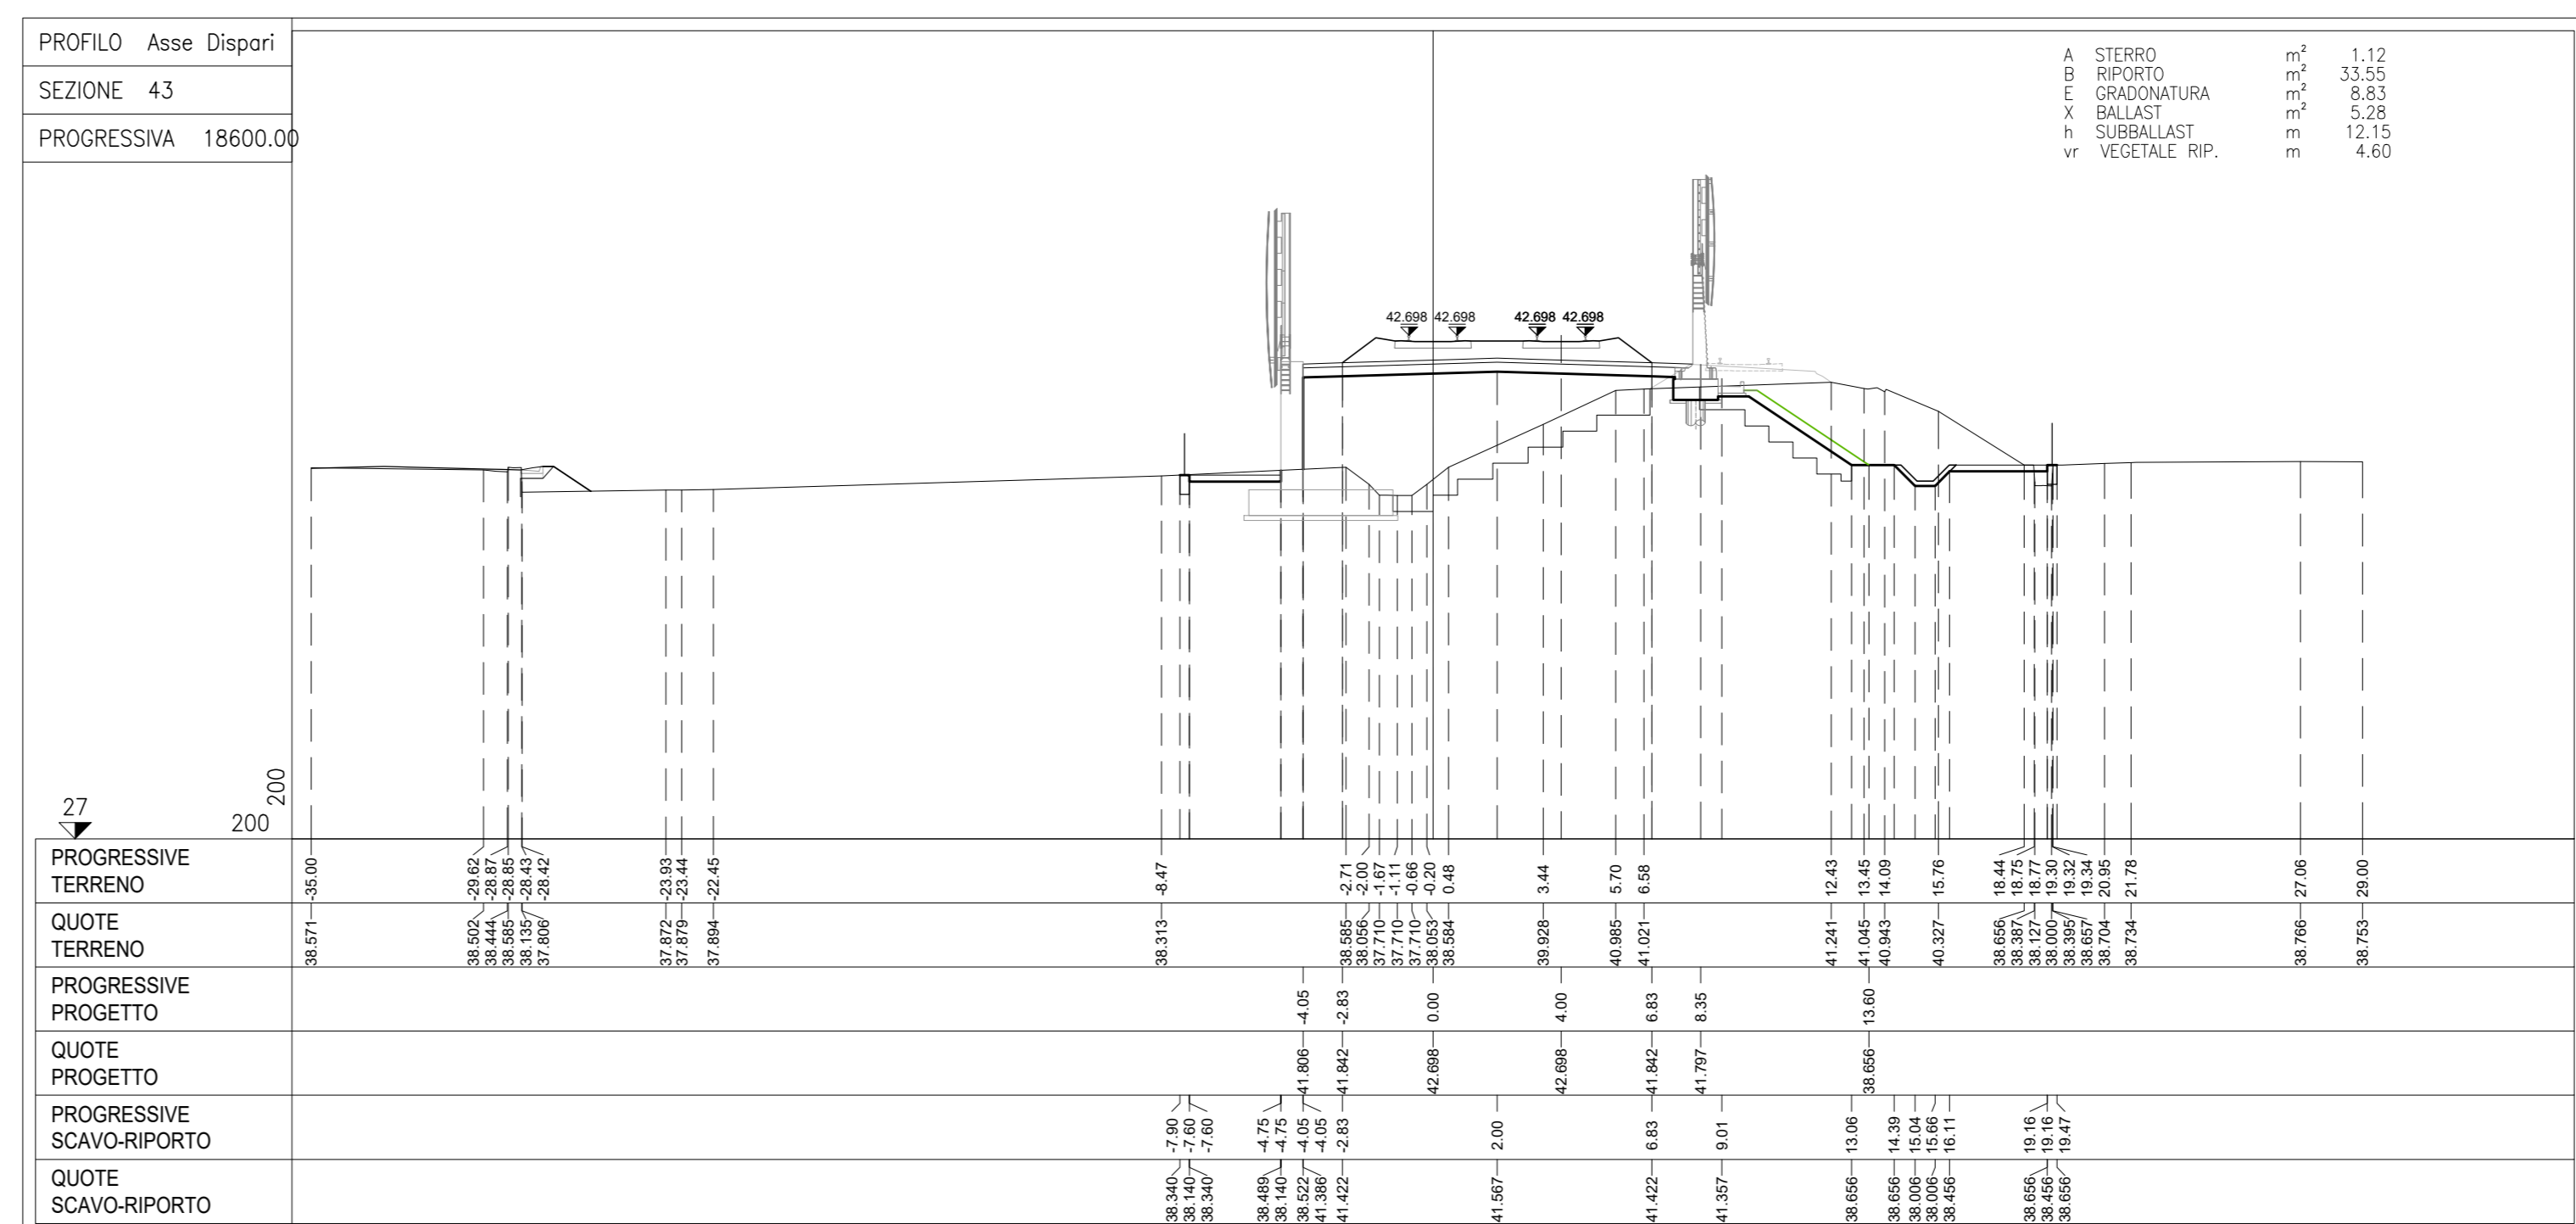 PROFILO Asse Dispari
SEZIONE 43
PROGRESSIVA 18600.00
A STERRO m² 1.12
B RIPORTO m² 33.55
E GRADONATURA m² 8.83
X BALLAST m² 5.28
h SUBBALLAST m 12.15
vr VEGETALE RIP. m 4.60
42.698 42.698 42.698 42.698
27
200
200
PROGRESSIVE
TERRENO
-35.00 -29.62 -28.87 -28.85 -28.43 -28.42 -23.93 -23.44 -22.45 -8.47 -2.71 -2.00 -1.67 -1.11 -0.66 -0.20 0.48 3.44 5.70 6.58 12.43 13.45 14.09 15.76 18.44 18.75 18.77 19.30 19.32 19.34 20.95 21.78 27.06 29.00
QUOTE
TERRENO
38.571 38.502 38.444 38.585 38.135 37.806 37.872 37.879 37.894 38.313 38.585 38.056 37.710 37.710 37.710 38.053 38.584 39.928 40.985 41.021 41.241 41.045 40.943 40.327 38.656 38.387 38.127 38.000 38.395 38.657 38.704 38.734 38.766 38.753
PROGRESSIVE
PROGETTO
-4.05 -2.83 0.00 4.00 6.83 8.35 13.60
QUOTE
PROGETTO
41.806 41.842 42.698 42.698 41.842 41.797 38.656
PROGRESSIVE
SCAVO-RIPORTO
-7.90 -7.60 -7.60 -4.75 -4.75 -4.05 -4.05 -2.83 2.00 6.83 9.01 13.06 14.39 15.04 15.66 16.11 19.16 19.16 19.47
QUOTE
SCAVO-RIPORTO
38.340 38.140 38.340 38.489 38.140 38.522 41.386 41.422 41.567 41.422 41.357 38.656 38.656 38.006 38.006 38.456 38.656 38.456 38.656